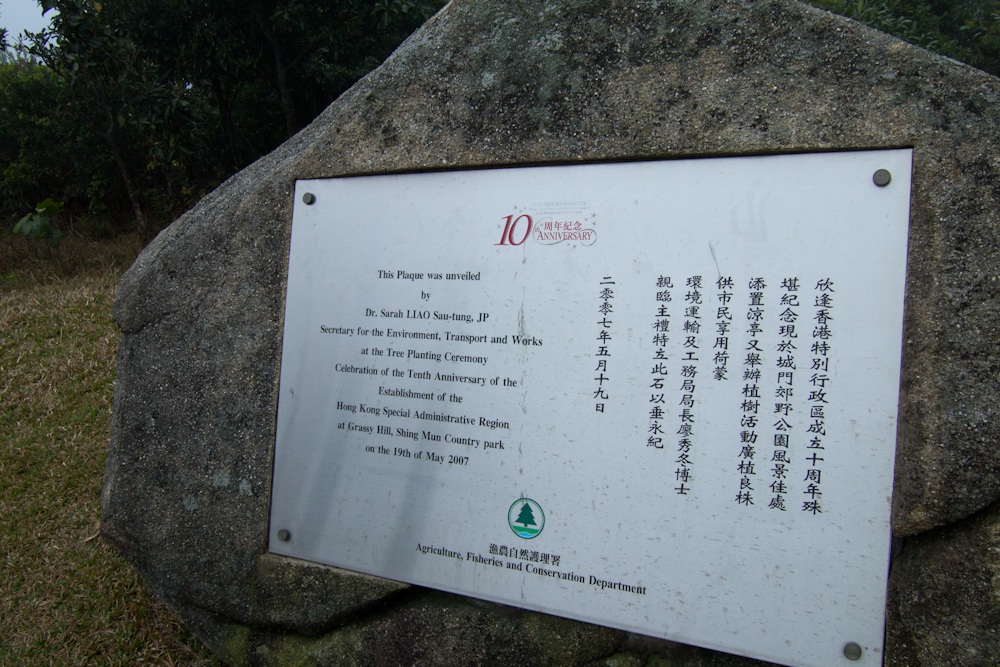 10th 周年紀念
ANNIVERSARY
This Plaque was unveiled
by
Dr. Sarah LIAO Sau-tung, JP
Secretary for the Environment, Transport and Works
at the Tree Planting Ceremony
Celebration of the Tenth Anniversary of the
Establishment of the
Hong Kong Special Administrative Region
at Grassy Hill, Shing Mun Country park
on the 19th of May 2007
欣逢香港特別行政區成立十周年殊
堪紀念現於城門郊野公園風景佳處
添置涼亭又舉辦植樹活動廣植良株
供市民享用荷蒙
環境運輸及工務局局長廖秀冬博士
親臨主禮特立此石以垂永紀
二零零七年五月十九日
漁農自然護理署
Agriculture, Fisheries and Conservation Department